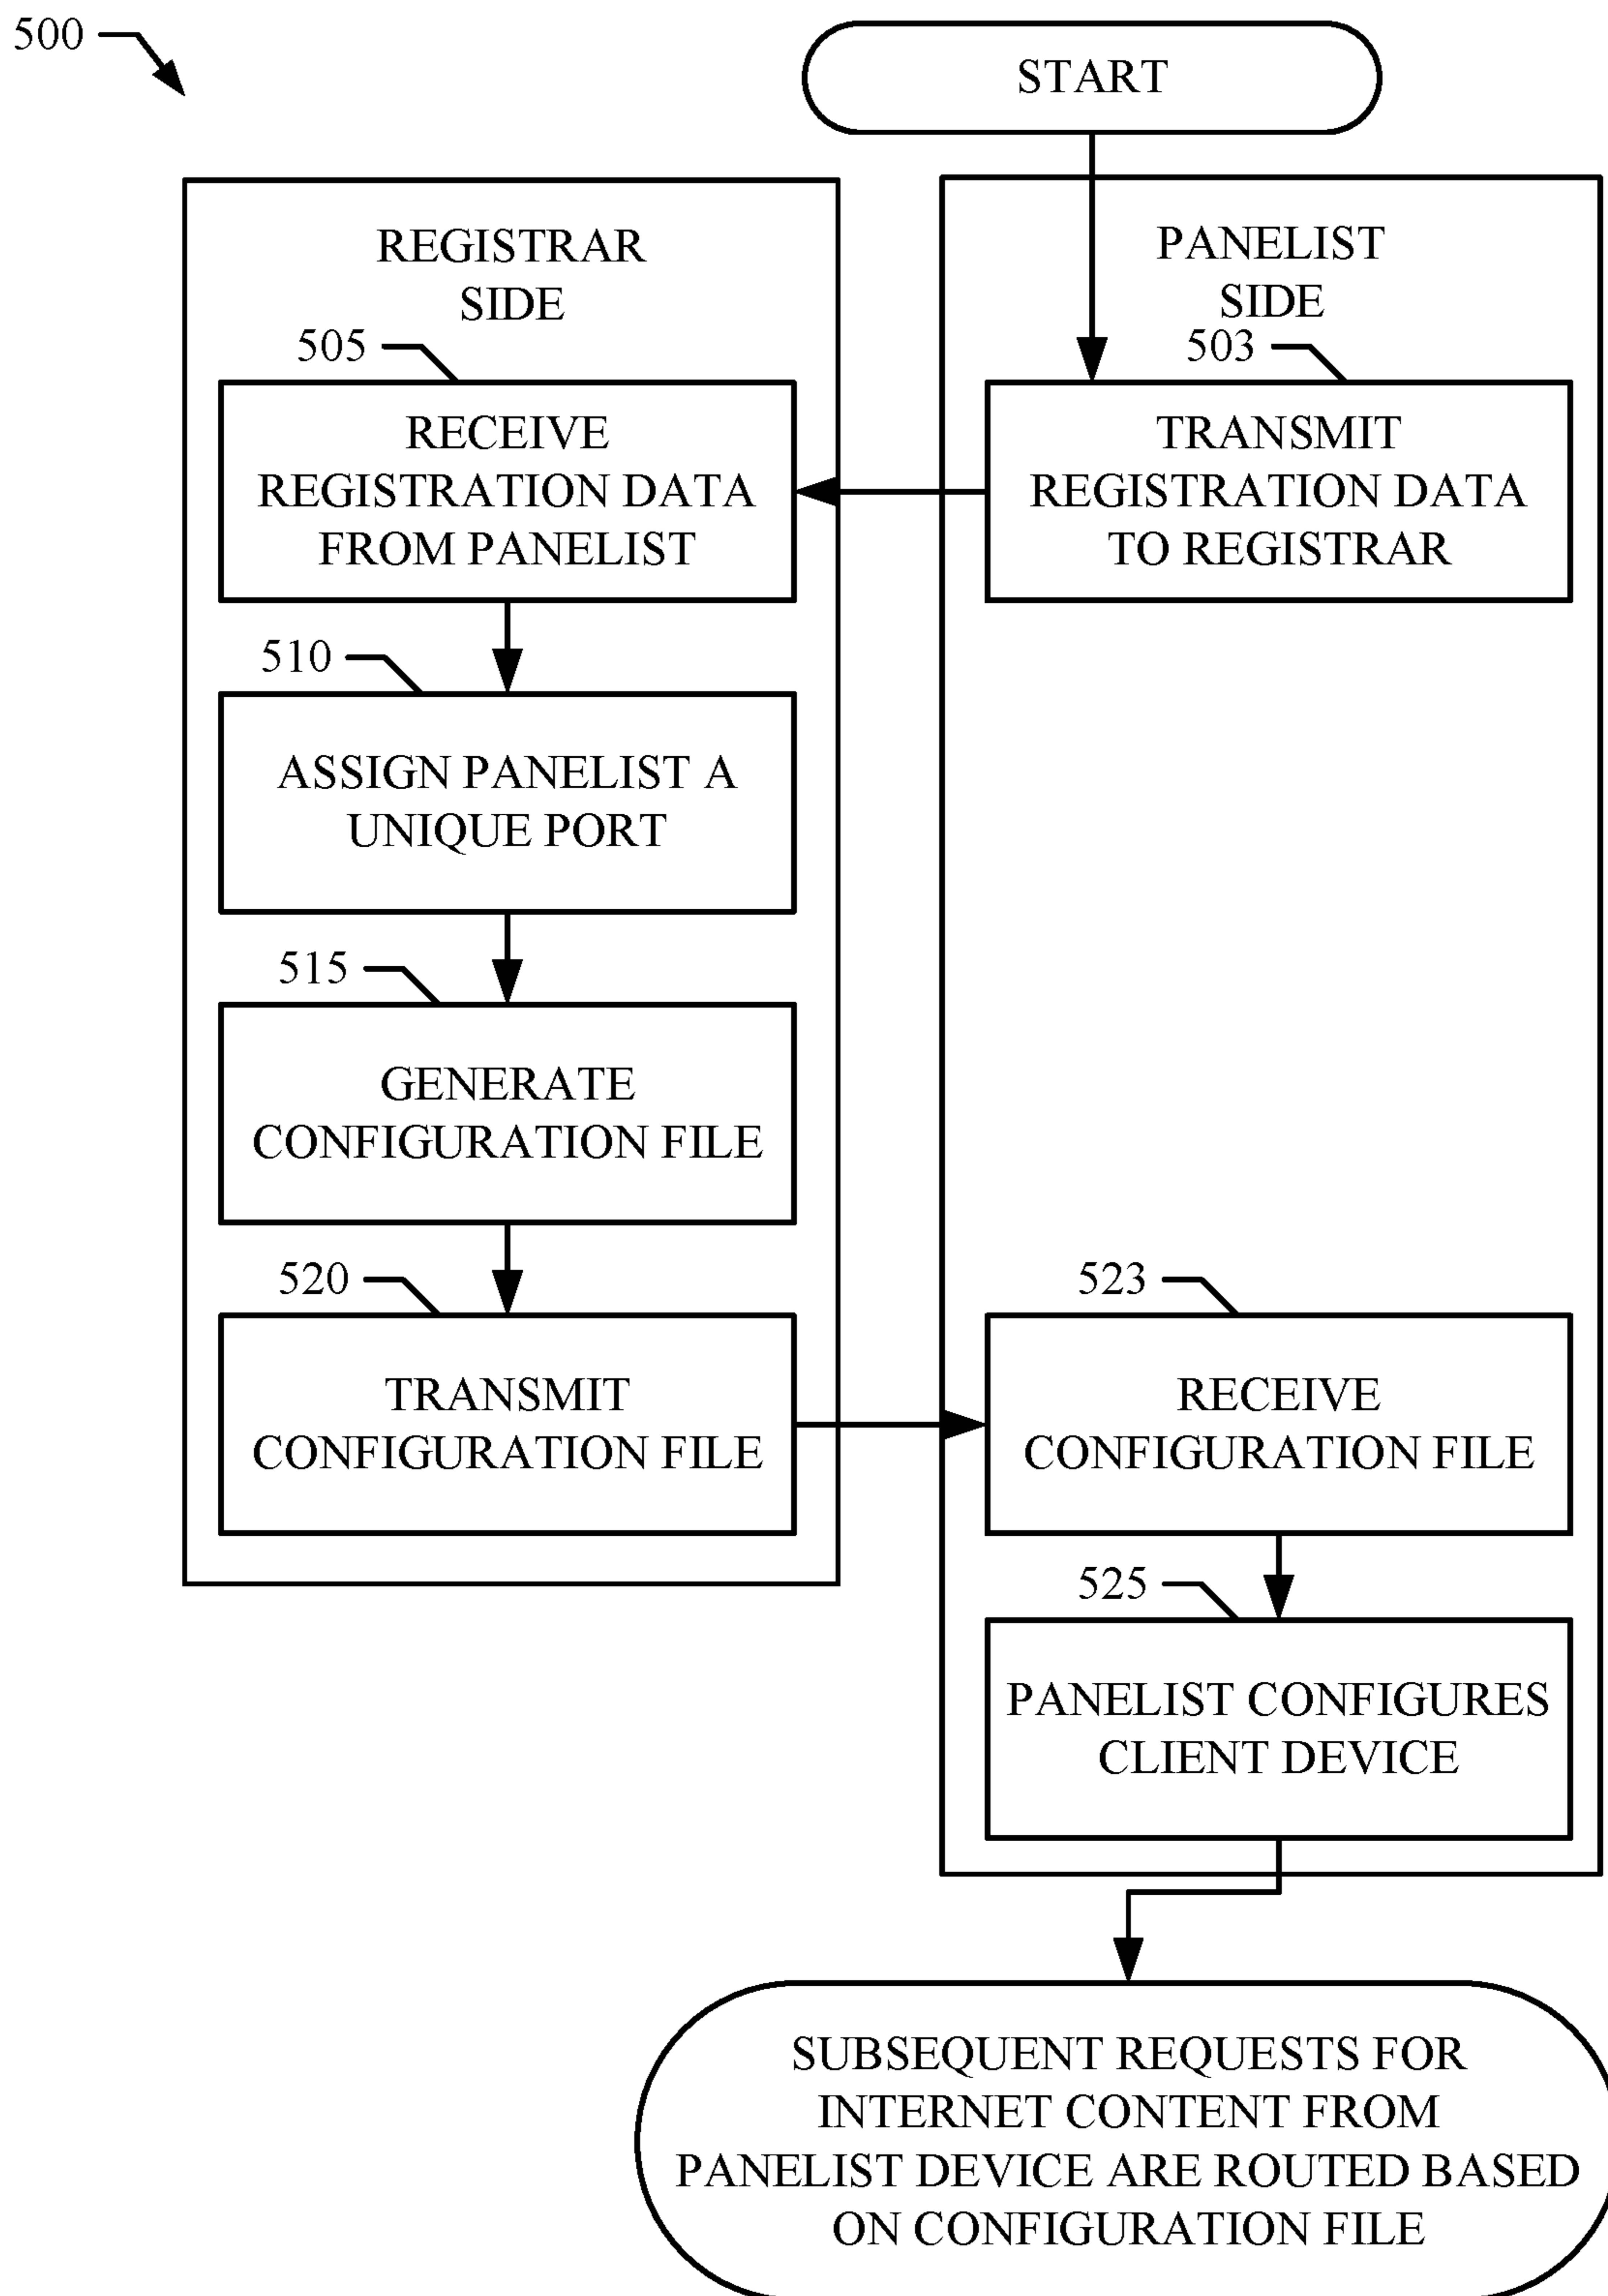 500
START
REGISTRAR
SIDE
PANELIST
SIDE
505
RECEIVE
REGISTRATION DATA
FROM PANELIST
503
TRANSMIT
REGISTRATION DATA
TO REGISTRAR
510
ASSIGN PANELIST A
UNIQUE PORT
515
GENERATE
CONFIGURATION FILE
520
TRANSMIT
CONFIGURATION FILE
523
RECEIVE
CONFIGURATION FILE
525
PANELIST CONFIGURES
CLIENT DEVICE
SUBSEQUENT REQUESTS FOR
INTERNET CONTENT FROM
PANELIST DEVICE ARE ROUTED BASED
ON CONFIGURATION FILE